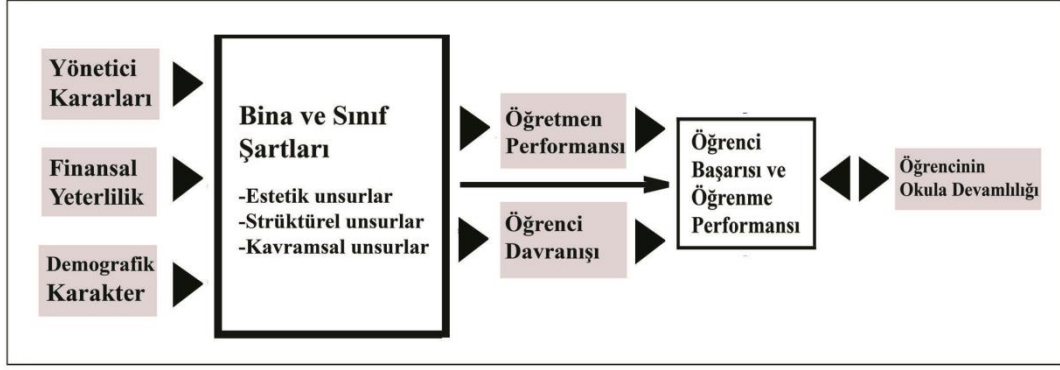 Yönetici
Kararları
Finansal
Yeterlilik
Demografik
Karakter
Bina ve Sınıf
Şartları
-Estetik unsurlar
-Strüktürel unsurlar
-Kavramsal unsurlar
Öğretmen
Performansı
Öğrenci
Davranışı
Öğrenci
Başarısı ve
Öğrenme
Performansı
Öğrencinin
Okula Devamlılığı